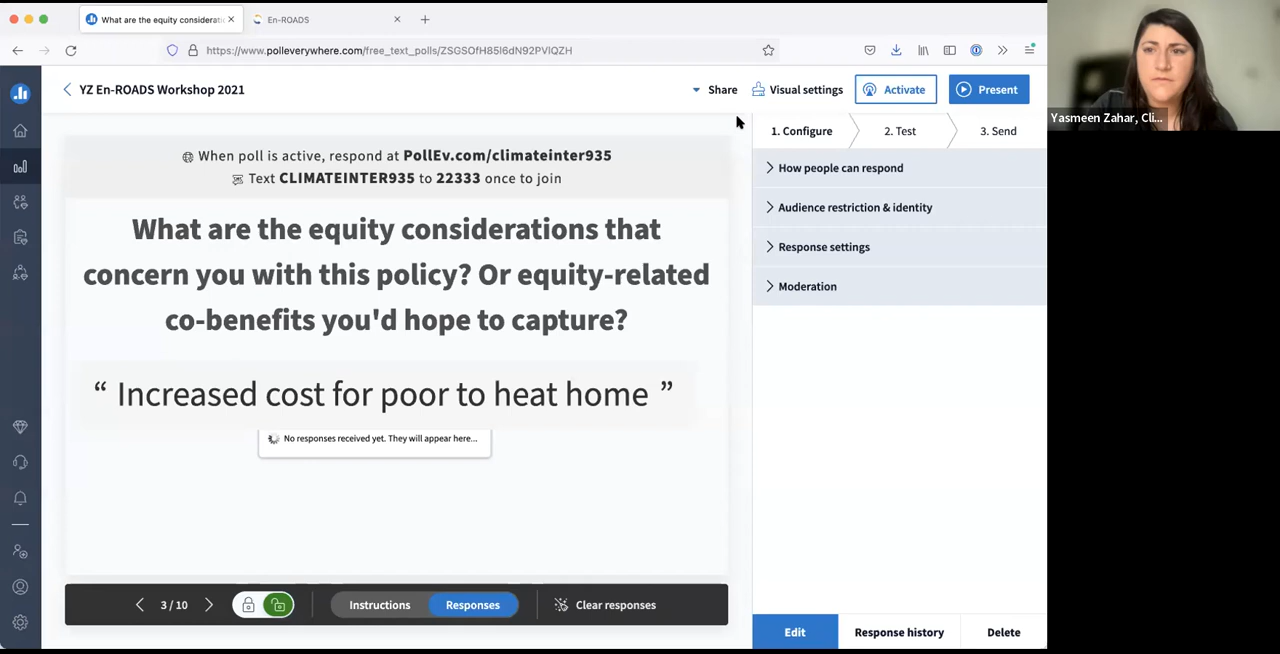 What are the equity considerati
En-ROADS
https://www.polleverywhere.com/free_text_polls/ZSGSOfH85l6dN92PVlQZH
YZ En-ROADS Workshop 2021
Share
Visual settings
Activate
Present
Yasmeen Zahar, Cli...
1. Configure
2. Test
3. Send
When poll is active, respond at PollEv.com/climateinter935
Text CLIMATEINTER935 to 22333 once to join
What are the equity considerations that
concern you with this policy? Or equity-related
co-benefits you'd hope to capture?
“ Increased cost for poor to heat home ”
No responses received yet. They will appear here...
How people can respond
Audience restriction & identity
Response settings
Moderation
3 / 10
Instructions
Responses
Clear responses
Edit
Response history
Delete